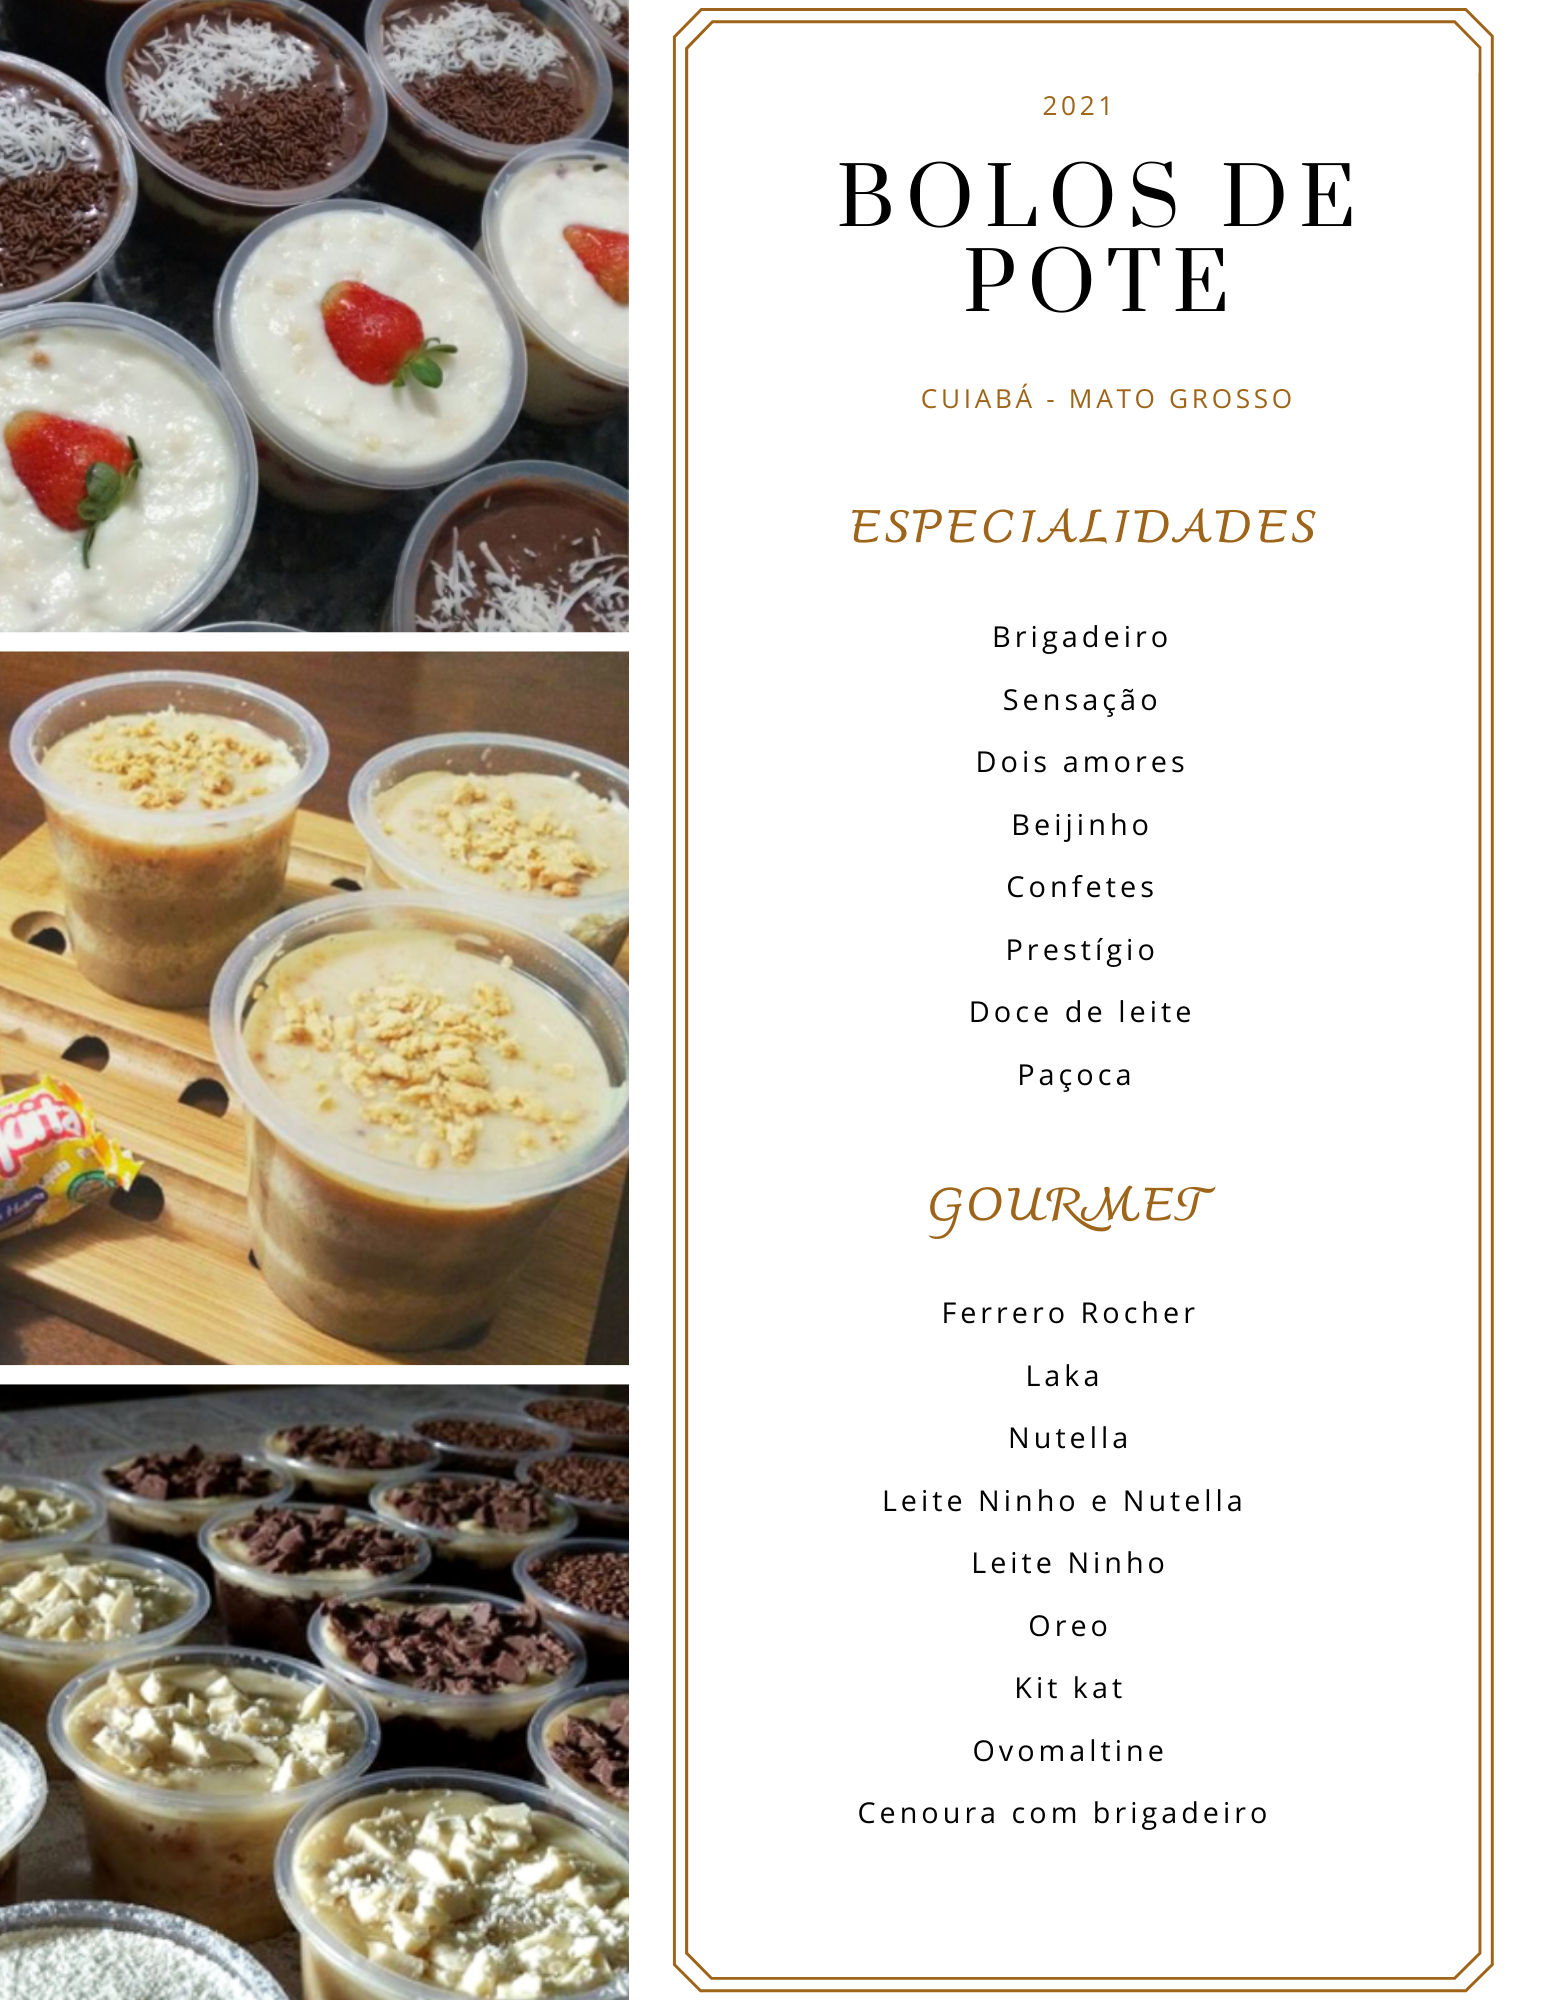 2021
BOLOS DE
POTE
CUIABÁ - MATO GROSSO
ESPECIALIDADES
Brigadeiro
Sensação
Dois amores
Beijinho
Confetes
Prestígio
Doce de leite
Paçoca
GOURMET
Ferrero Rocher
Laka
Nutella
Leite Ninho e Nutella
Leite Ninho
Oreo
Kit kat
Ovomaltine
Cenoura com brigadeiro